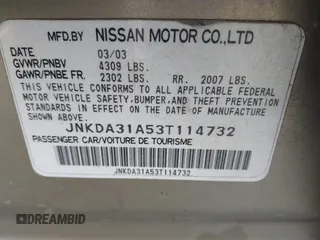 MFD.BY NISSAN MOTOR CO.,LTD
DATE 03/03
GVWR/PNBV 4309 LBS.
GAWR/PNBE FR. 2302 LBS. RR. 2007 LBS.
THIS VEHICLE CONFORMS TO ALL APPLICABLE FEDERAL
MOTOR VEHICLE SAFETY,BUMPER,AND THEFT PREVENTION
STANDARDS IN EFFECT ON THE DATE OF MANUFACTURE
SHOWN ABOVE.
JNKDA31A53T114732
PASSENGER CAR/VOITURE DE TOURISME
JNKDA31A53T114732
DREAMBID